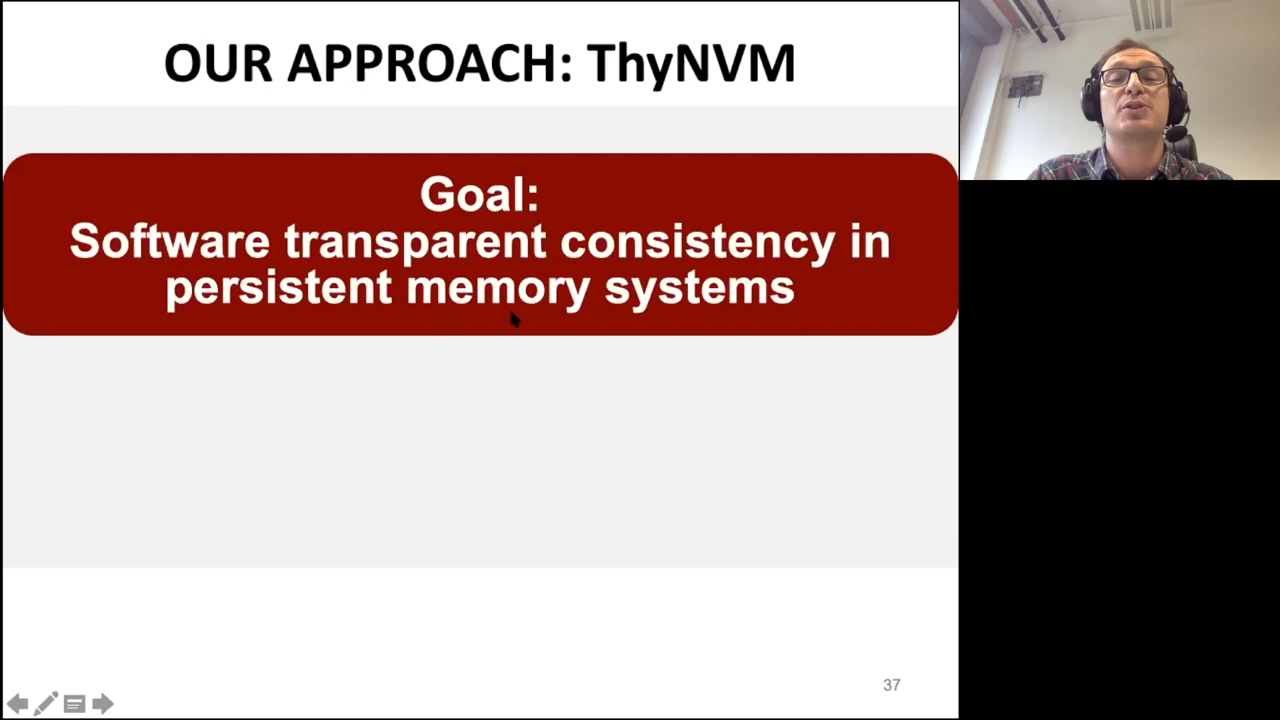 OUR APPROACH: ThyNVM
Goal:
Software transparent consistency in
persistent memory systems
37